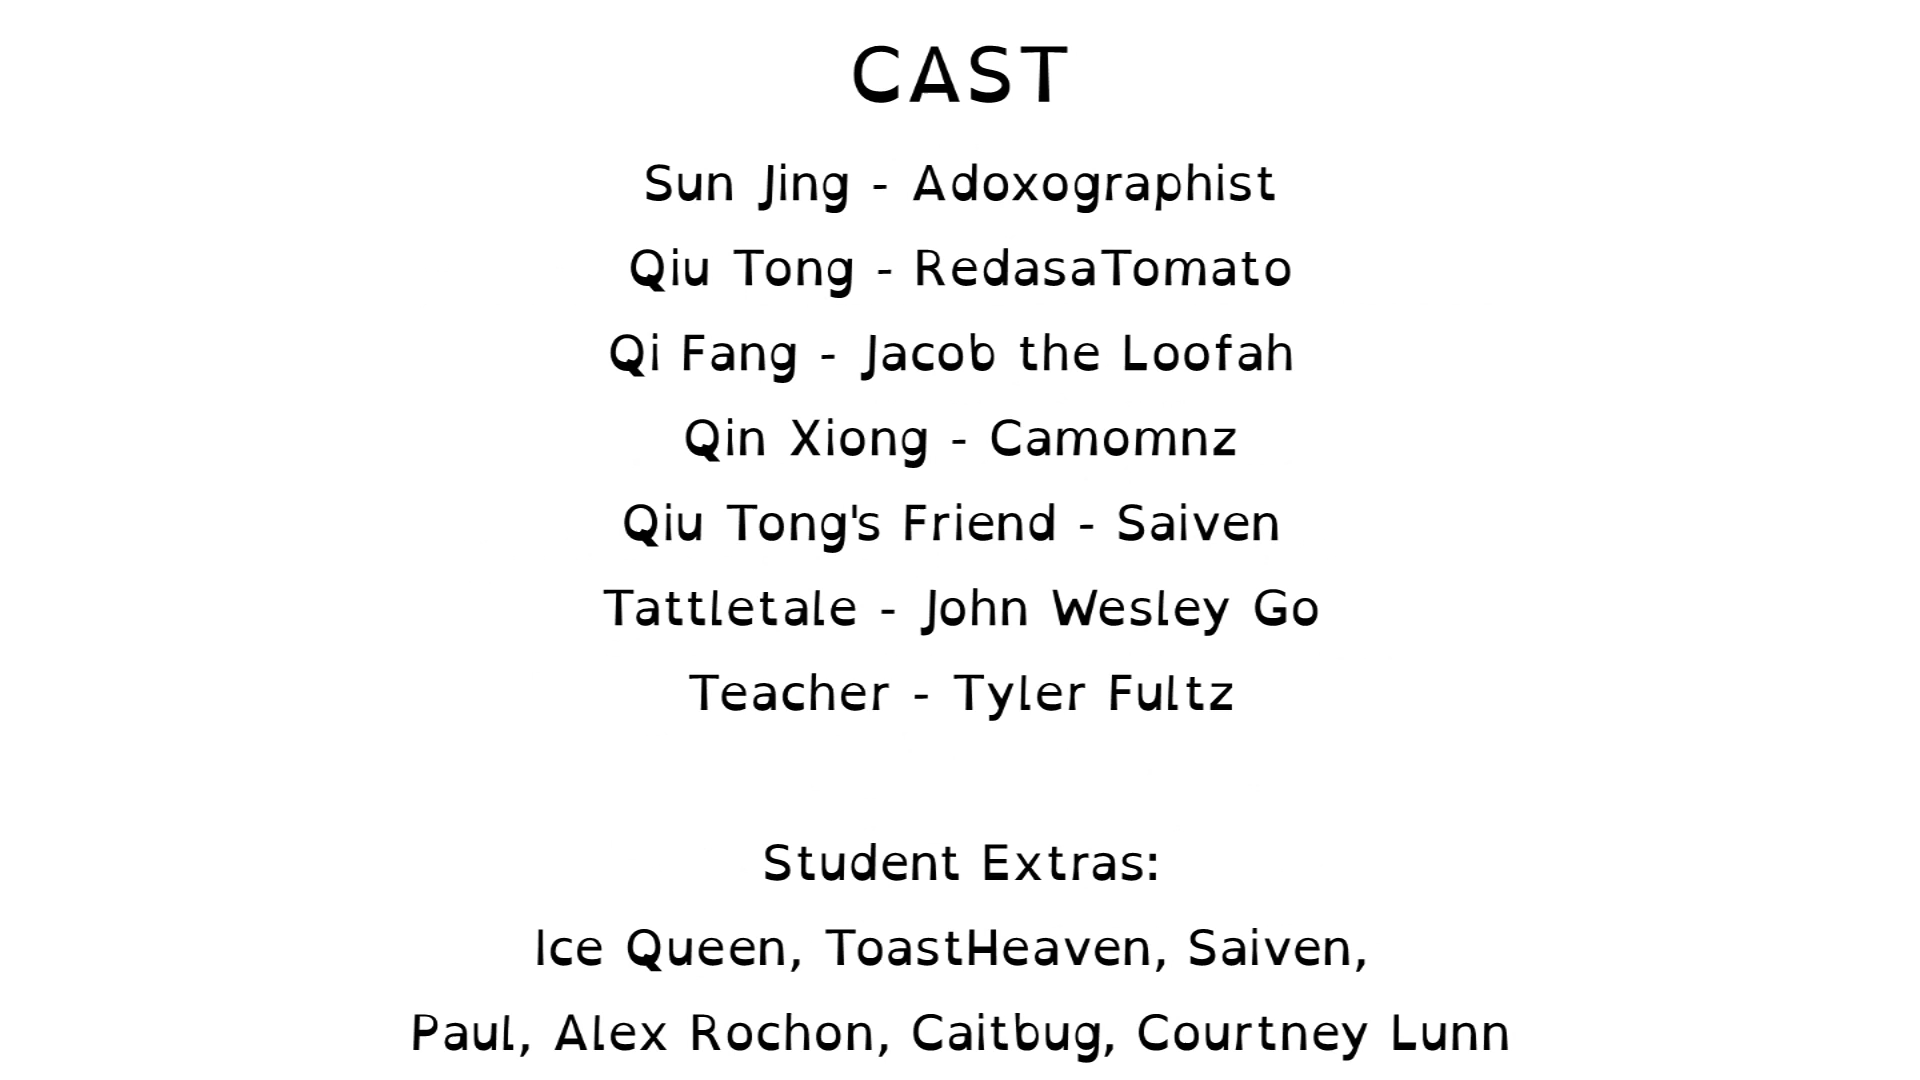 CAST
Sun Jing - Adoxographist
Qiu Tong - RedasaTomato
Qi Fang - Jacob the Loofah
Qin Xiong - Camomnz
Qiu Tong's Friend - Saiven
Tattletale - John Wesley Go
Teacher - Tyler Fultz
Student Extras:
Ice Queen, ToastHeaven, Saiven,
Paul, Alex Rochon, Caitbug, Courtney Lunn